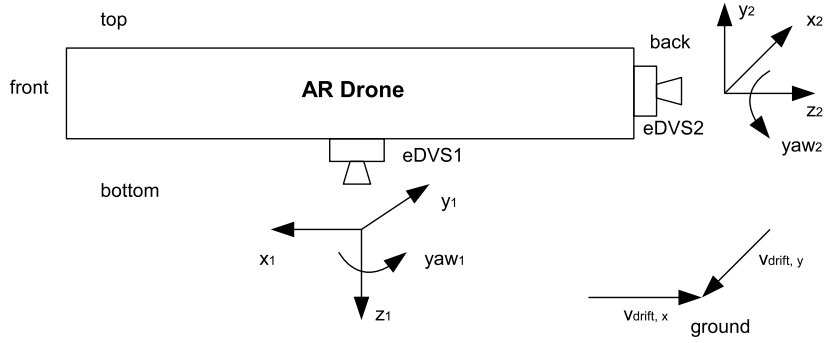 top
y2
x2
back
front
AR Drone
z2
eDVS2
eDVS1
yaw2
bottom
y1
x1
yaw1
vdrift, y
z1
vdrift, x
ground